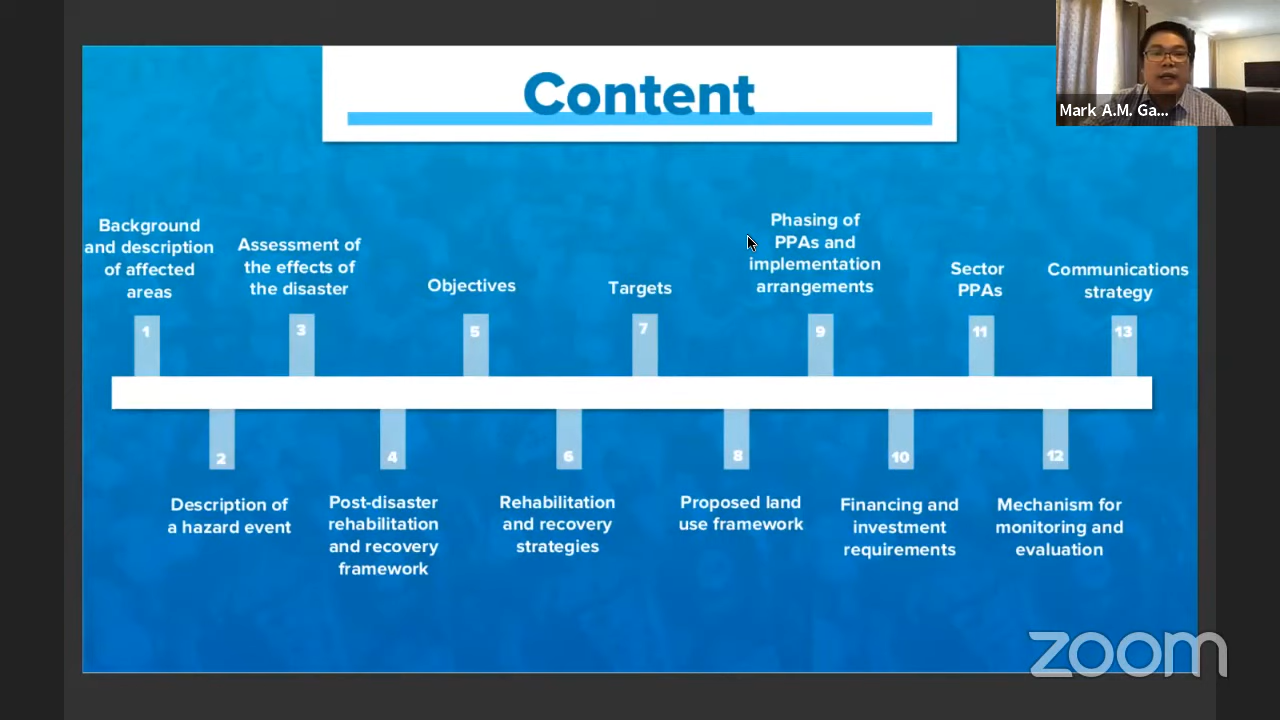 Content
Mark A.M. Ga...
Background
and description
of affected
areas
1
Description of
a hazard event
2
Assessment of
the effects of
the disaster
3
Post-disaster
rehabilitation
and recovery
framework
4
Objectives
5
Rehabilitation
and recovery
strategies
6
Targets
7
Proposed land
use framework
8
Phasing of
PPAs and
implementation
arrangements
9
Financing and
investment
requirements
10
Sector
PPAs
11
Mechanism for
monitoring and
evaluation
12
Communications
strategy
13
zoom